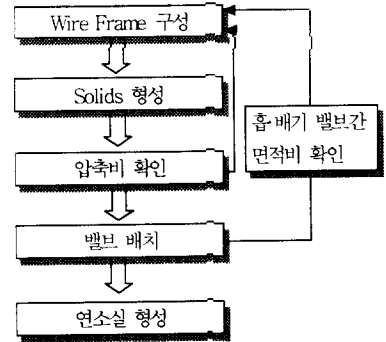 Wire Frame 구성
Solids 형성
압축비 확인
흡·배기 밸브간
면적비 확인
밸브 배치
연소실 형성